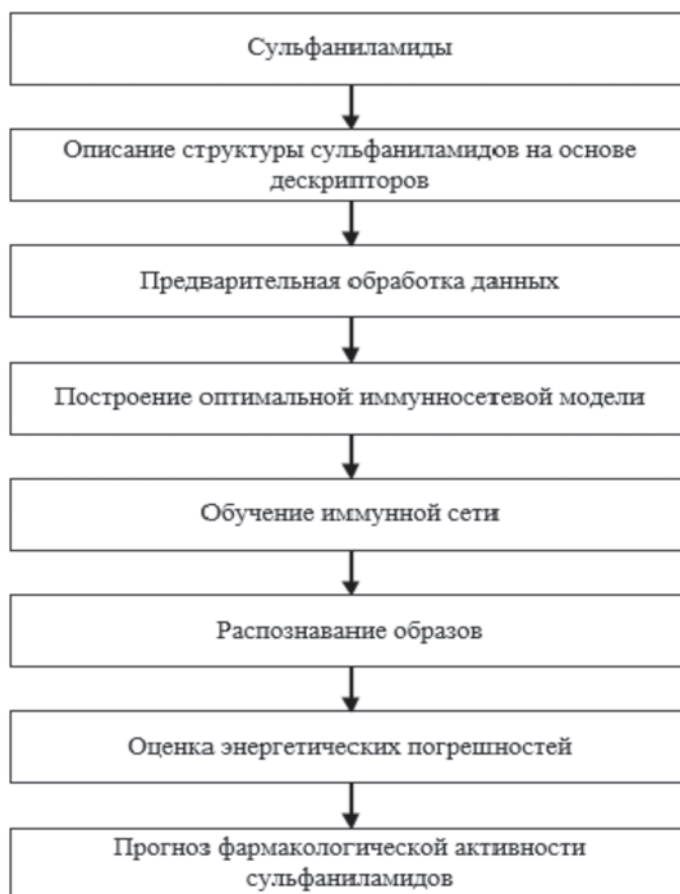 Сульфаниламиды
Описание структуры сульфаниламидов на основе
дескрипторов
Предварительная обработка данных
Построение оптимальной иммунносетевой модели
Обучение иммунной сети
Распознавание образов
Оценка энергетических погрешностей
Прогноз фармакологической активности
сульфаниламидов